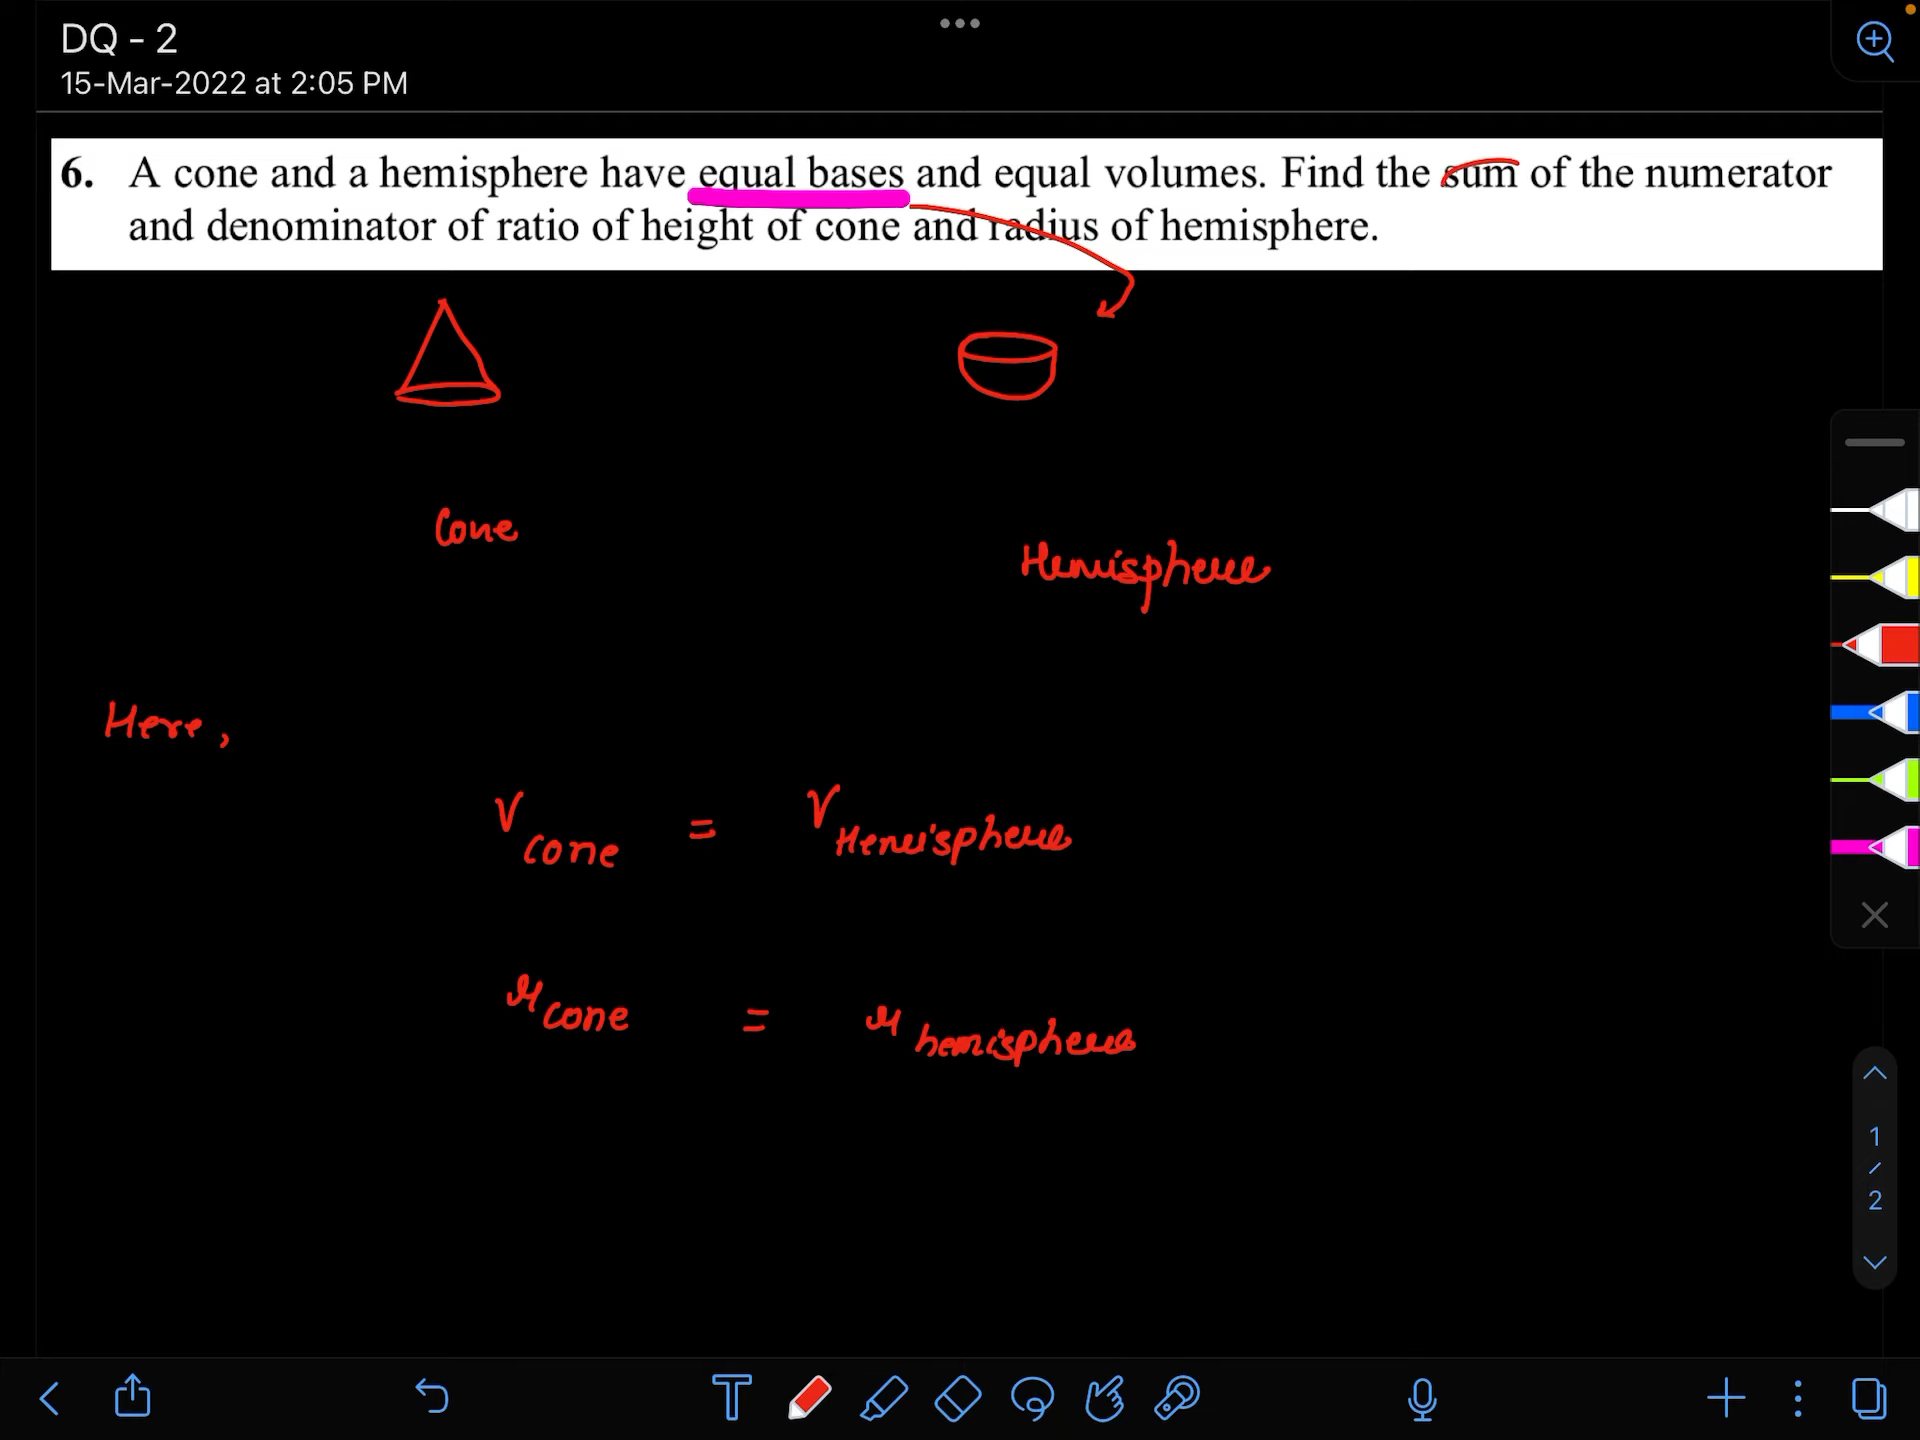 DQ - 2
15-Mar-2022 at 2:05 PM
6. A cone and a hemisphere have equal bases and equal volumes. Find the sum of the numerator
and denominator of ratio of height of cone and radius of hemisphere.
Cone
Hemisphere
Here,
V cone = V Hemisphere
r cone = r hemisphere
1
/
2